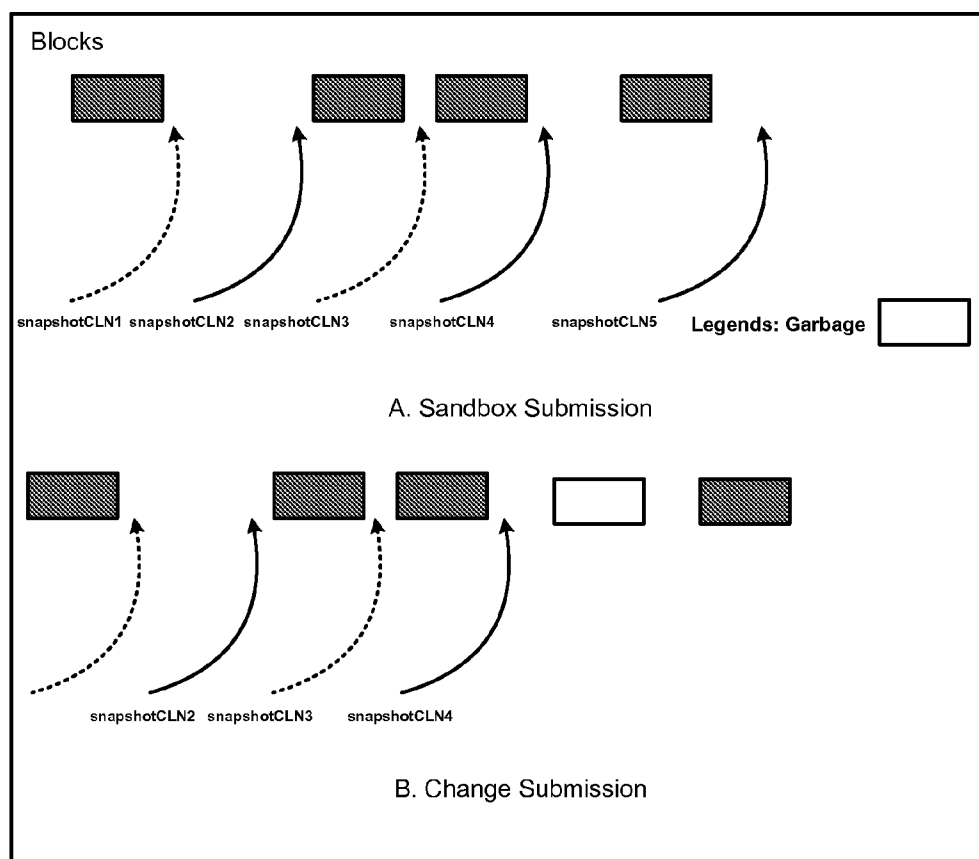 Blocks
snapshotCLN1 snapshotCLN2 snapshotCLN3 snapshotCLN4 snapshotCLN5
Legends: Garbage
A. Sandbox Submission
snapshotCLN2 snapshotCLN3 snapshotCLN4
B. Change Submission